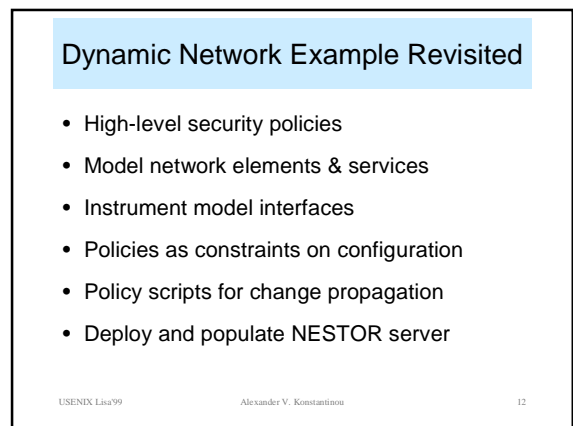 Dynamic Network Example Revisited
• High-level security policies
• Model network elements & services
• Instrument model interfaces
• Policies as constraints on configuration
• Policy scripts for change propagation
• Deploy and populate NESTOR server
USENIX Lisa'99 Alexander V. Konstantinou 12